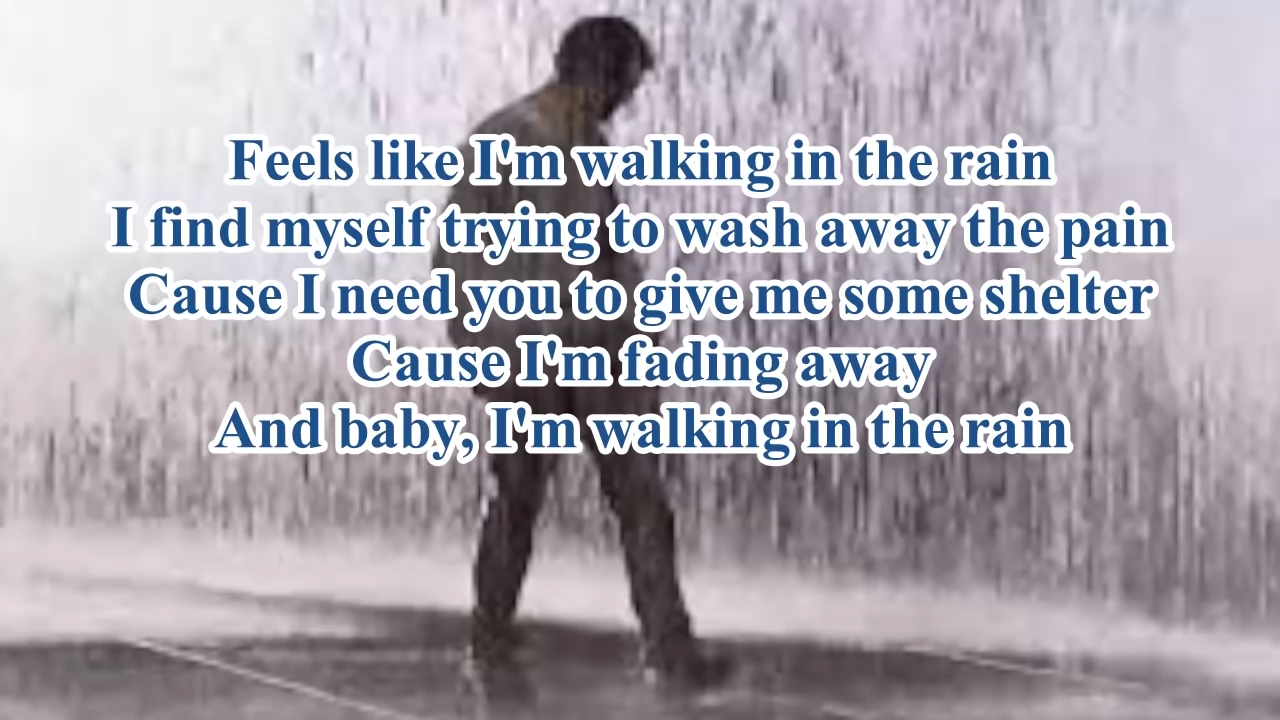 Feels like I'm walking in the rain
I find myself trying to wash away the pain
Cause I need you to give me some shelter
Cause I'm fading away
And baby, I'm walking in the rain